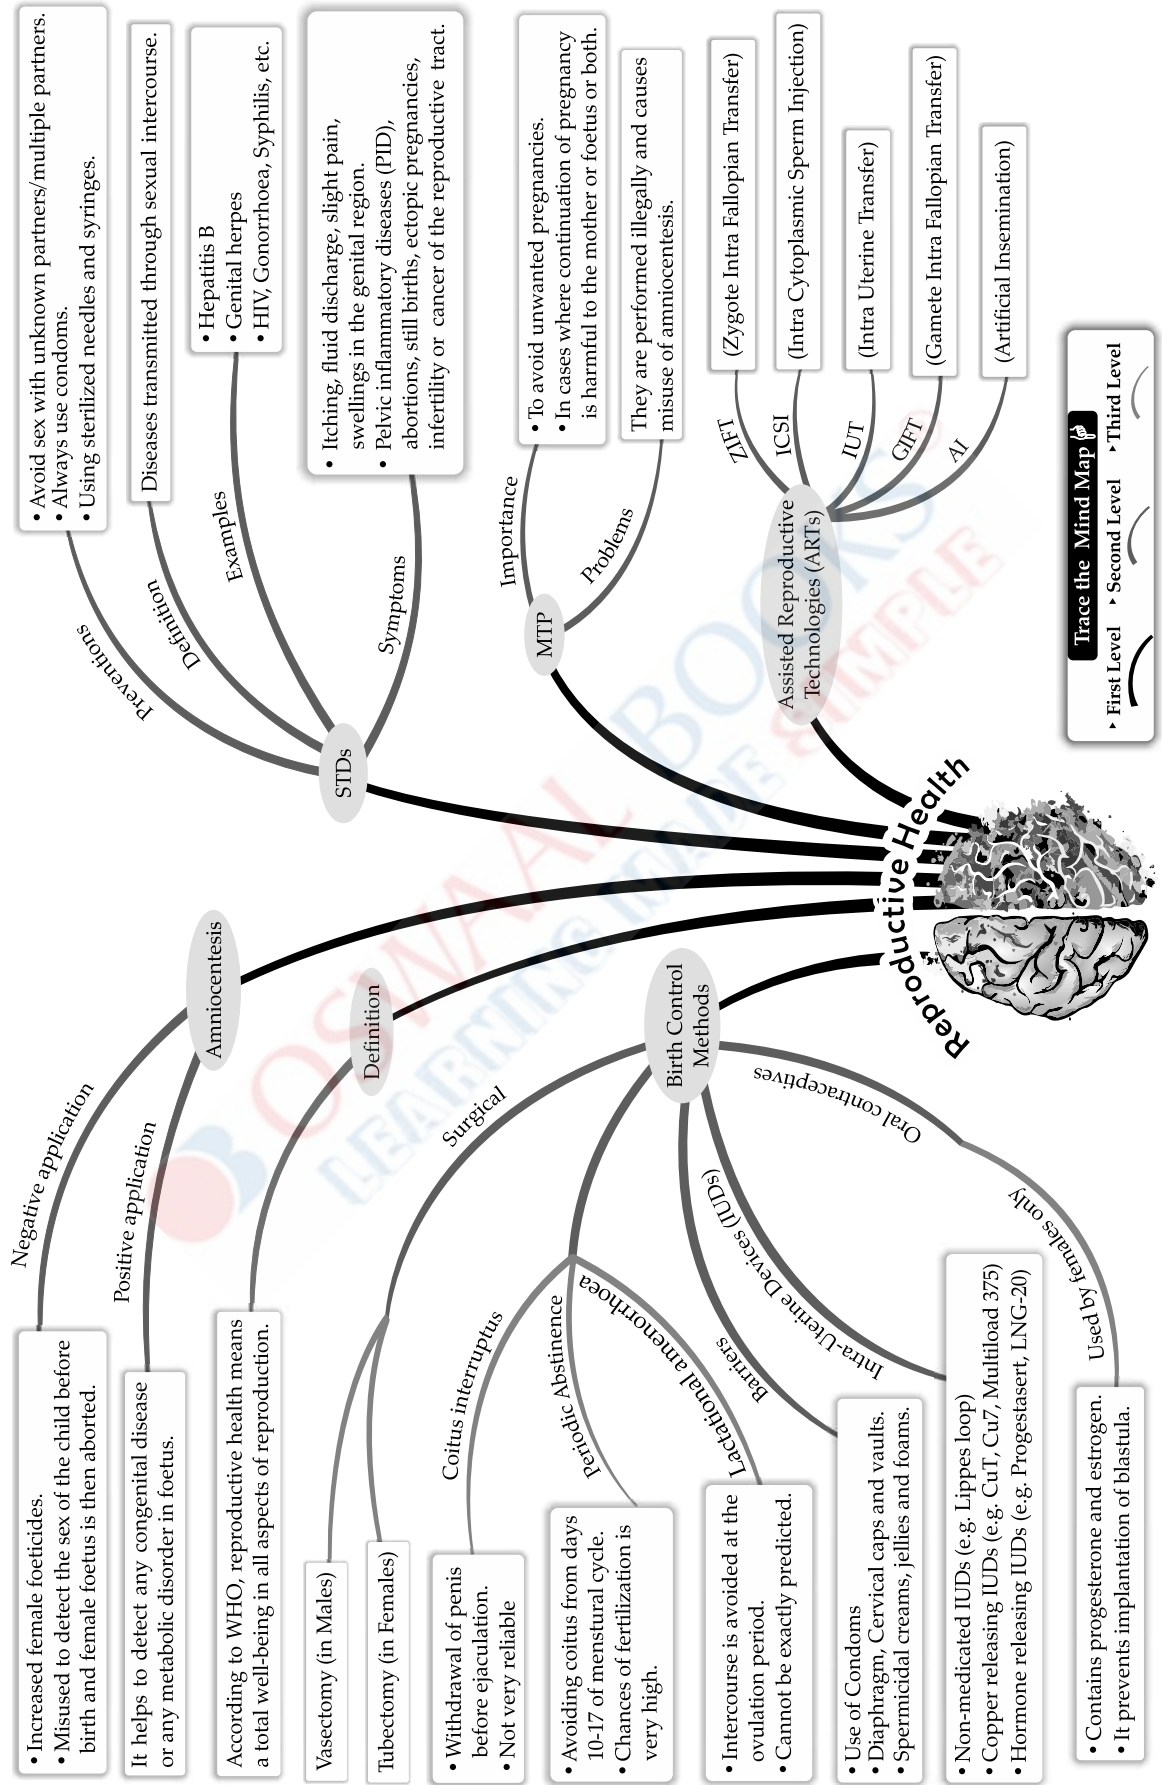 Reproductive Health
Definition
According to WHO, reproductive health means
a total well-being in all aspects of reproduction.
Amniocentesis
Negative application
• Increased female foeticides.
• Misused to detect the sex of the child before
birth and female foetus is then aborted.
Positive application
It helps to detect any congenital disease
or any metabolic disorder in foetus.
STDs
Preventions
• Avoid sex with unknown partners/multiple partners.
• Always use condoms.
• Using sterilized needles and syringes.
Definition
Diseases transmitted through sexual intercourse.
Examples
• Hepatitis B
• Genital herpes
• HIV, Gonorrhoea, Syphilis, etc.
Symptoms
• Itching, fluid discharge, slight pain,
swellings in the genital region.
• Pelvic inflammatory diseases (PID),
abortions, still births, ectopic pregnancies,
infertility or cancer of the reproductive tract.
MTP
Importance
• To avoid unwanted pregnancies.
• In cases where continuation of pregnancy
is harmful to the mother or foetus or both.
Problems
They are performed illegally and causes
misuse of amniocentesis.
Assisted Reproductive
Technologies (ARTs)
ZIFT
(Zygote Intra Fallopian Transfer)
ICSI
(Intra Cytoplasmic Sperm Injection)
IUT
(Intra Uterine Transfer)
GIFT
(Gamete Intra Fallopian Transfer)
AI
(Artificial Insemination)
Birth Control
Methods
Surgical
Vasectomy (in Males)
Tubectomy (in Females)
Coitus interruptus
• Withdrawal of penis
before ejaculation.
• Not very reliable
Periodic Abstinence
• Avoiding coitus from days
10-17 of menstural cycle.
• Chances of fertilization is
very high.
Lactational amenorrhoea
• Intercourse is avoided at the
ovulation period.
• Cannot be exactly predicted.
Barriers
• Use of Condoms
• Diaphragm, Cervical caps and vaults.
• Spermicidal creams, jellies and foams.
Intra-Uterine Devices (IUDs)
• Non-medicated IUDs (e.g. Lippes loop)
• Copper releasing IUDs (e.g. CuT, Cu7, Multiload 375)
• Hormone releasing IUDs (e.g. Progestasert, LNG-20)
Oral contraceptives
Used by females only
• Contains progesterone and estrogen.
• It prevents implantation of blastula.
Trace the Mind Map
First Level
Second Level
Third Level
OSWAAL BOOKS
LEARNING MADE SIMPLE